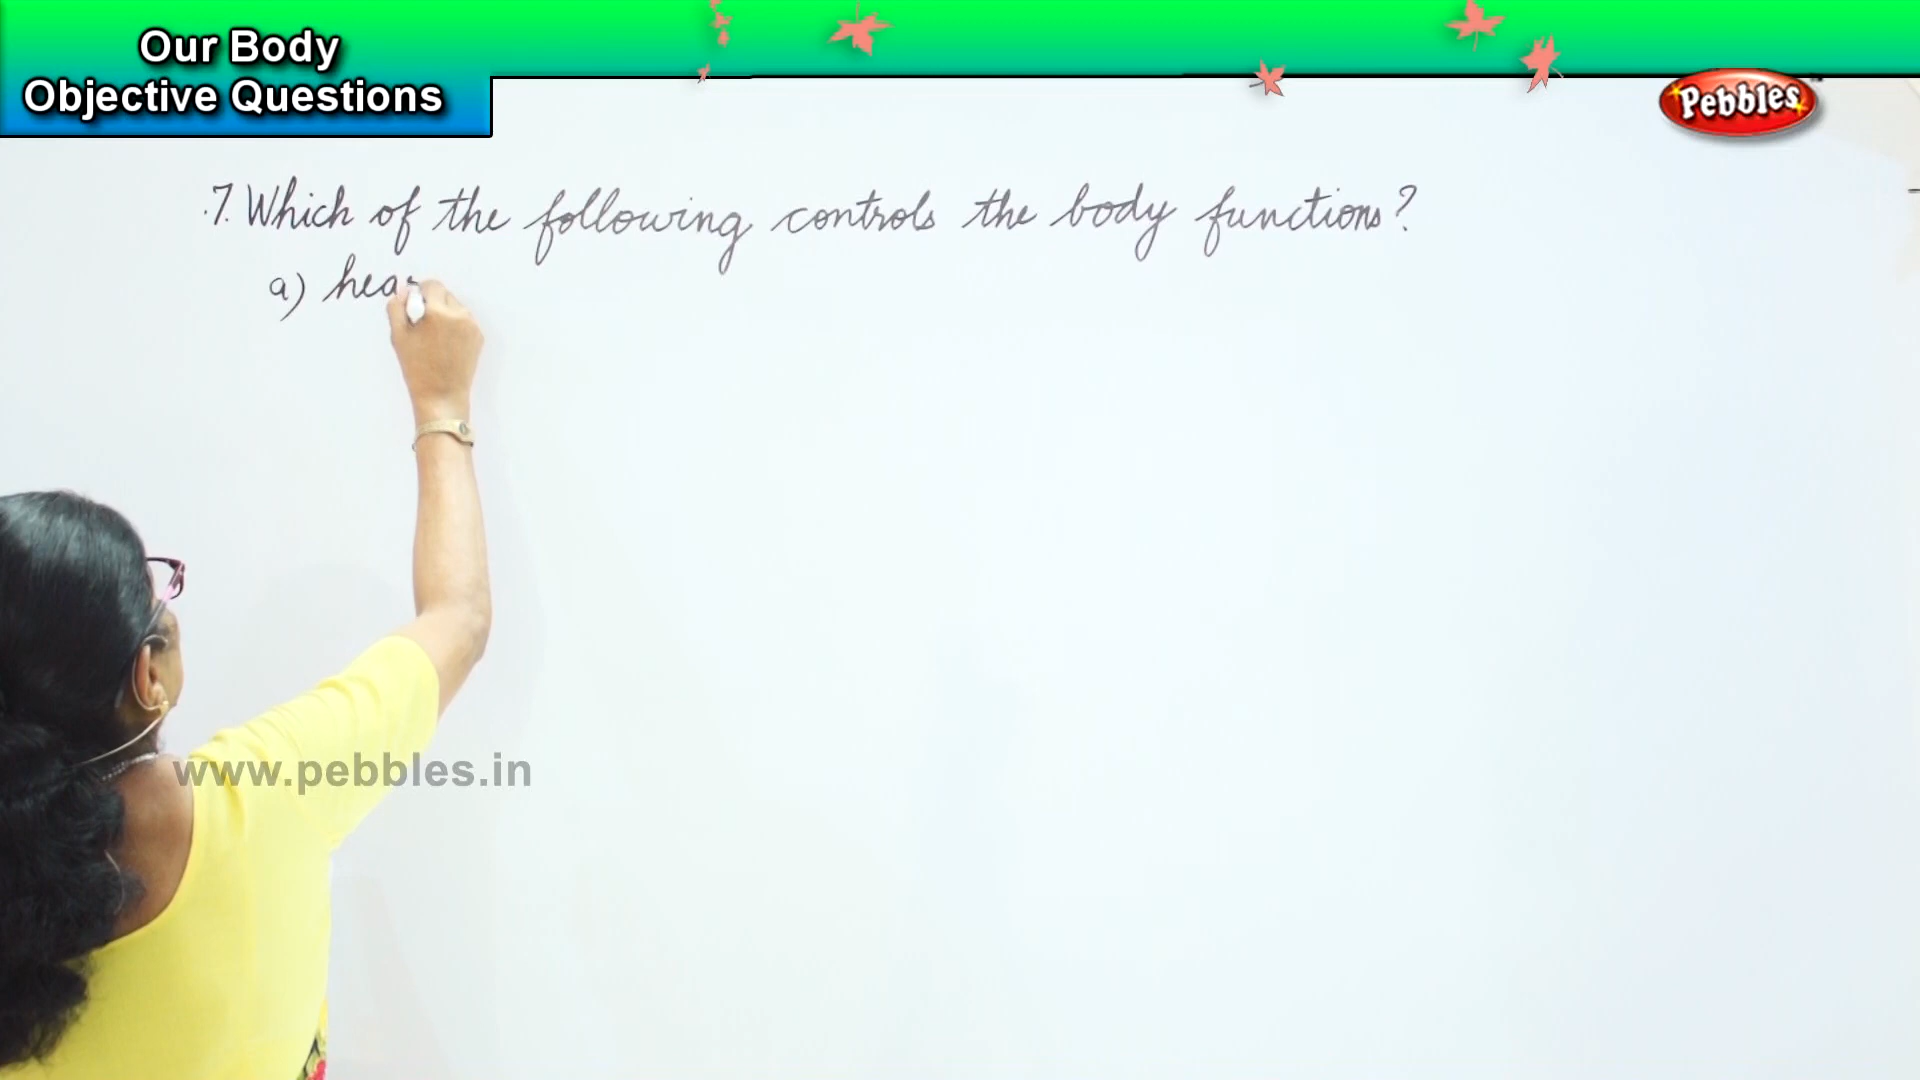 Our Body
Objective Questions
Pebbles
7. Which of the following controls the body functions?
a) hea
www.pebbles.in